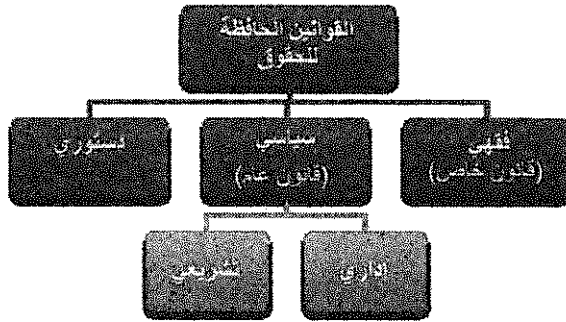 القوانين الحافظة
للحقوق
فقهي
(قانون خاص)
سياسي
(قانون عام)
دستوري
اداري
تشريعي